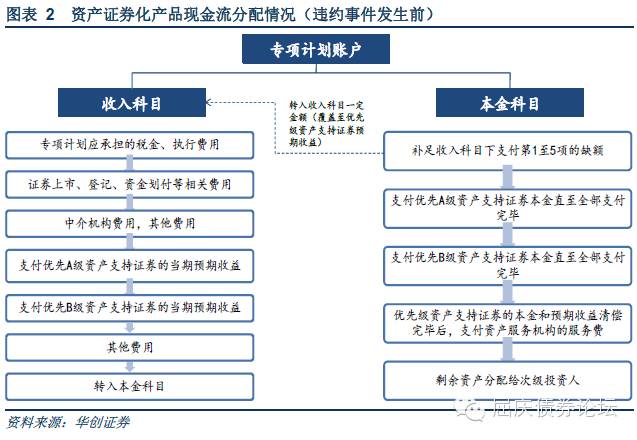 图表 2 资产证券化产品现金流分配情况（违约事件发生前）
专项计划账户
收入科目
转入收入科目一定
金额（覆盖至优先
级资产支持证券预
期收益）
本金科目
专项计划应承担的税金、执行费用
证券上市、登记、资金划付等相关费用
中介机构费用，其他费用
支付优先A级资产支持证券的当期预期收益
支付优先B级资产支持证券的当期预期收益
其他费用
转入本金科目
补足收入科目下支付第1至5项的缺额
支付优先A级资产支持证券本金直至全部支付
完毕
支付优先B级资产支持证券本金直至全部支付
完毕
优先级资产支持证券的本金和预期收益清偿
完毕后，支付资产服务机构的服务费
剩余资产分配给次级投资人
资料来源：华创证券
屈庆债券论坛